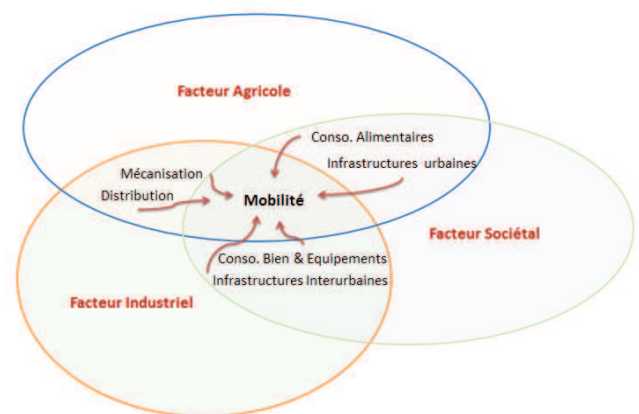 Facteur Agricole
Conso. Alimentaires
Infrastructures urbaines
Mécanisation
Distribution
Mobilité
Facteur Sociétal
Conso. Bien & Equipements
Infrastructures Interurbaines
Facteur Industriel